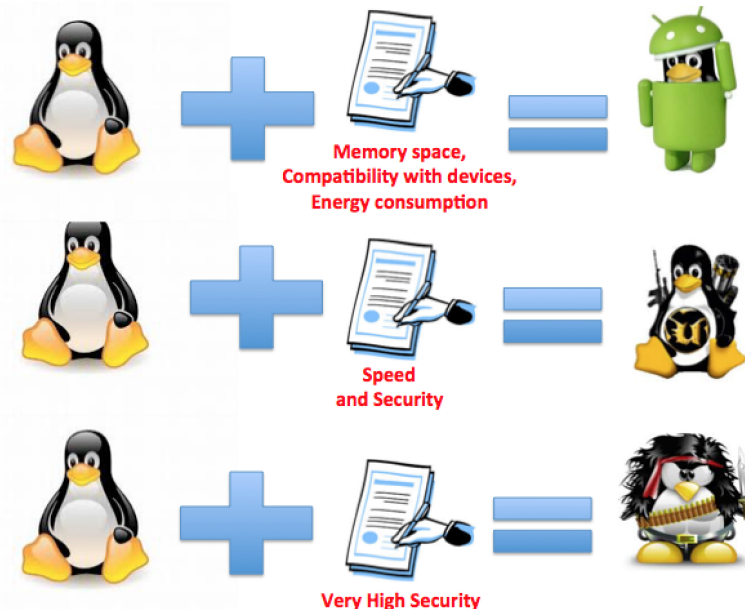 Memory space,
Compatibility with devices,
Energy consumption
Speed
and Security
Very High Security